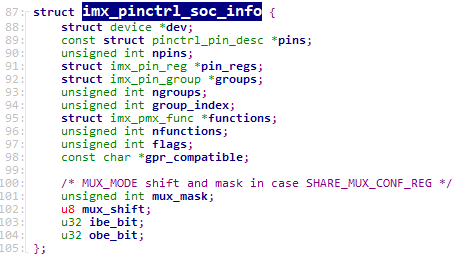 87: struct imx_pinctrl_soc_info {
88: struct device *dev;
89: const struct pinctrl_pin_desc *pins;
90: unsigned int npins;
91: struct imx_pin_reg *pin_regs;
92: struct imx_pin_group *groups;
93: unsigned int ngroups;
94: unsigned int group_index;
95: struct imx_pmx_func *functions;
96: unsigned int nfunctions;
97: unsigned int flags;
98: const char *gpr_compatible;
99:
100: /* MUX_MODE shift and mask in case SHARE_MUX_CONF_REG */
101: unsigned int mux_mask;
102: u8 mux_shift;
103: u32 ibe_bit;
104: u32 obe_bit;
105: };